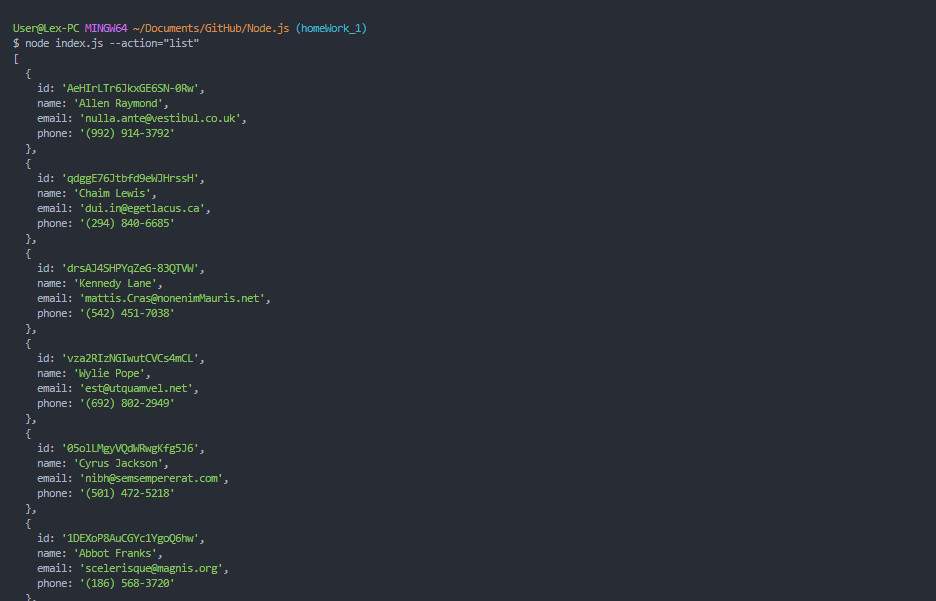 User@Lex-PC MINGW64 ~/Documents/GitHub/Node.js (homeWork_1)
$ node index.js --action="list"
[
  {
    id: 'AeHIrLTr6JkxGE6SN-0Rw',
    name: 'Allen Raymond',
    email: 'nulla.ante@vestibul.co.uk',
    phone: '(992) 914-3792'
  },
  {
    id: 'qdggE76Jtbfd9eWJHrssH',
    name: 'Chaim Lewis',
    email: 'dui.in@egetlacus.ca',
    phone: '(294) 840-6685'
  },
  {
    id: 'drsAJ4SHPYqZeG-83QTVW',
    name: 'Kennedy Lane',
    email: 'mattis.Cras@nonenimMauris.net',
    phone: '(542) 451-7038'
  },
  {
    id: 'vza2RIzNGIwutCVCs4mCL',
    name: 'Wylie Pope',
    email: 'est@utquamvel.net',
    phone: '(692) 802-2949'
  },
  {
    id: '05olLMgyVQdWRwgKfg5J6',
    name: 'Cyrus Jackson',
    email: 'nibh@semsempererat.com',
    phone: '(501) 472-5218'
  },
  {
    id: '1DEXoP8AuCGYc1YgoQ6hw',
    name: 'Abbot Franks',
    email: 'scelerisque@magnis.org',
    phone: '(186) 568-3720'
  },